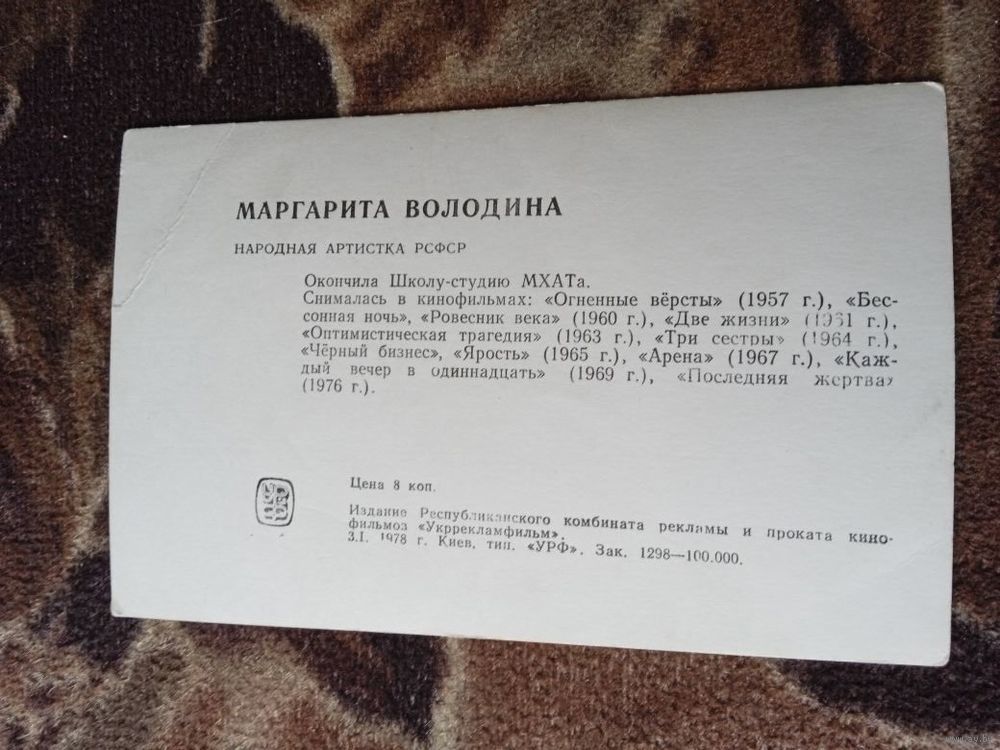 МАРГАРИТА ВОЛОДИНА
НАРОДНАЯ АРТИСТКА РСФСР
Окончила Школу-студию МХАТа.
Снималась в кинофильмах: «Огненные вёрсты» (1957 г.), «Бес-
сонная ночь», «Ровесник века» (1960 г.), «Две жизни» (1961 г.),
«Оптимистическая трагедия» (1963 г.), «Три сестры» (1964 г.),
«Чёрный бизнес», «Ярость» (1965 г.), «Арена» (1967 г.), «Каж-
дый вечер в одиннадцать» (1969 г.), «Последняя жертва»
(1976 г.).
Цена 8 коп.
Издание Республиканского комбината рекламы и проката кино-
фильмов «Укррекламфильм».
3.I. 1978 г. Киев, тип. «УРФ». Зак. 1298—100.000.